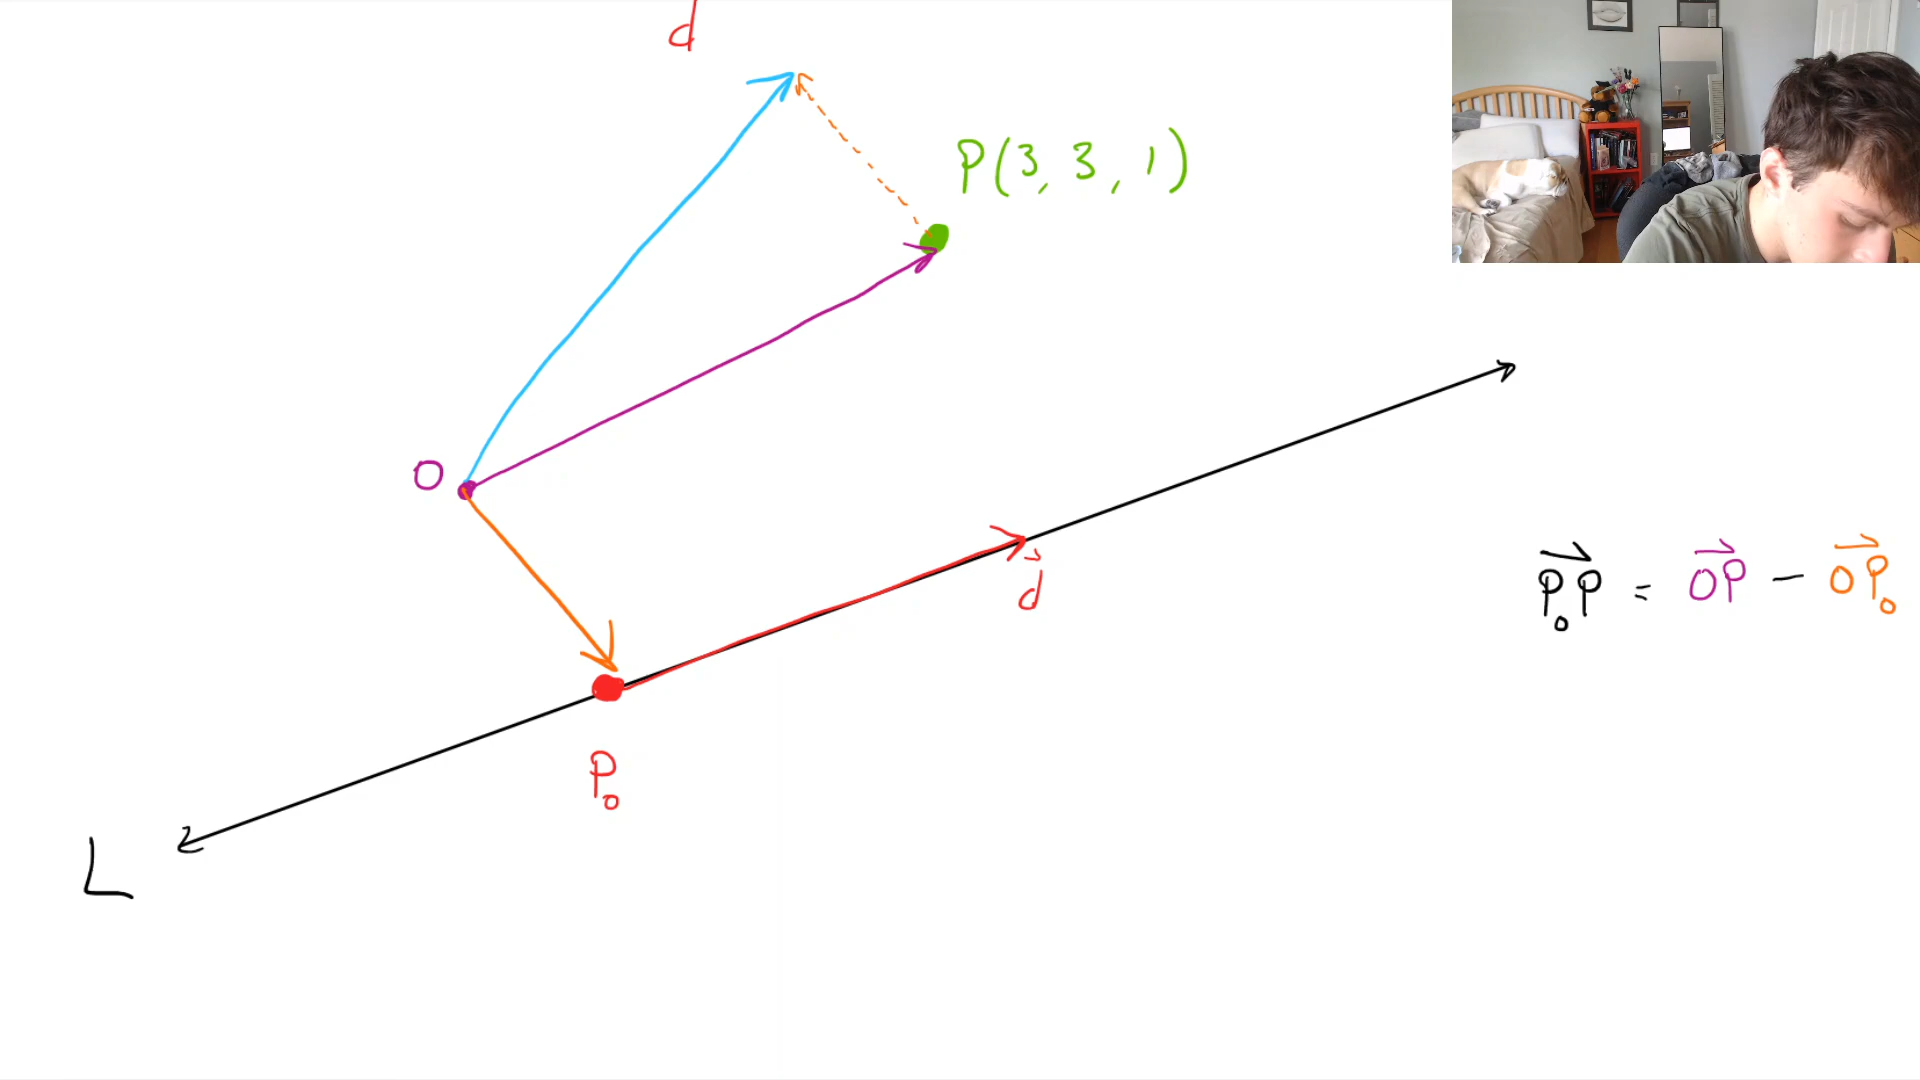 d
P(3, 3, 1)
O
d⃗
P₀P⃗ = OP⃗ − OP₀⃗
P₀
L